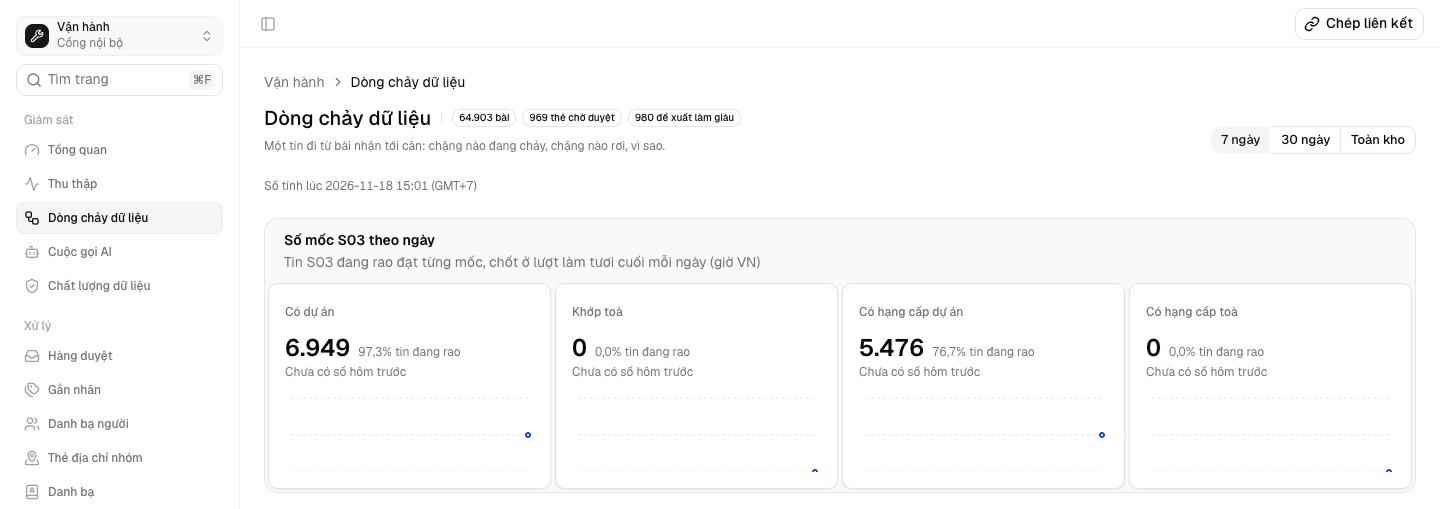 Vận hành
Cổng nội bộ
Tìm trang
⌘F
Giám sát
Tổng quan
Thu thập
Dòng chảy dữ liệu
Cuộc gọi AI
Chất lượng dữ liệu
Xử lý
Hàng duyệt
Gắn nhãn
Danh bạ người
Thẻ địa chỉ nhóm
Danh bạ
Chép liên kết
Vận hành > Dòng chảy dữ liệu
Dòng chảy dữ liệu
64.903 bài
969 thẻ chờ duyệt
980 đề xuất làm giàu
Một tin đi từ bài nhận tới căn: chặng nào đang chảy, chặng nào rơi, vì sao.
7 ngày
30 ngày
Toàn kho
Số tính lúc 2026-11-18 15:01 (GMT+7)
Số mốc S03 theo ngày
Tin S03 đang rao đạt từng mốc, chốt ở lượt làm tươi cuối mỗi ngày (giờ VN)
Có dự án
6.949 97,3% tin đang rao
Chưa có số hôm trước
Khớp toà
0 0,0% tin đang rao
Chưa có số hôm trước
Có hạng cấp dự án
5.476 76,7% tin đang rao
Chưa có số hôm trước
Có hạng cấp toà
0 0,0% tin đang rao
Chưa có số hôm trước